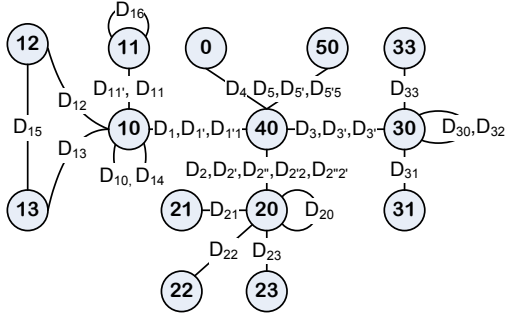 D16
12 11 0 50 33
D11', D11 D4,D5,D5',D5'5 D33
D12
D15 10 D1,D1',D1'1 40 D3,D3',D3' 30 D30,D32
D13
D10, D14 D2,D2',D2",D2'2,D2"2' D31
13 21 D21 20 D20 31
D22 D23
22 23